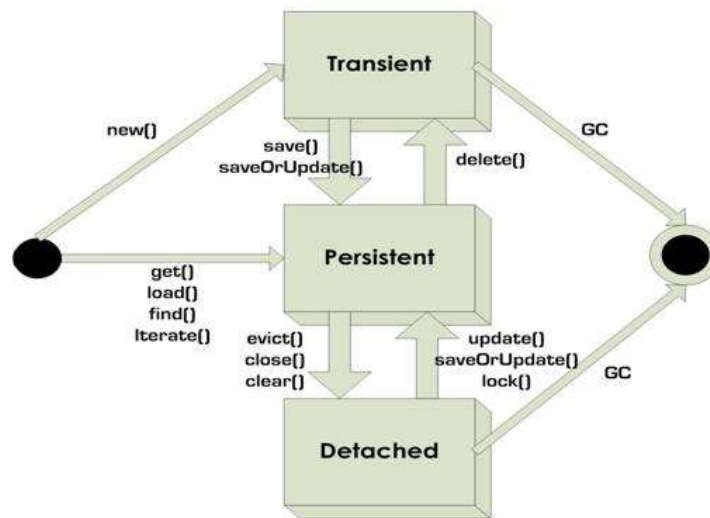 Transient
new()
GC
save()
saveOrUpdate()
delete()
Persistent
get()
load()
find()
Iterate()
evict()
close()
clear()
update()
saveOrUpdate()
lock()
GC
Detached